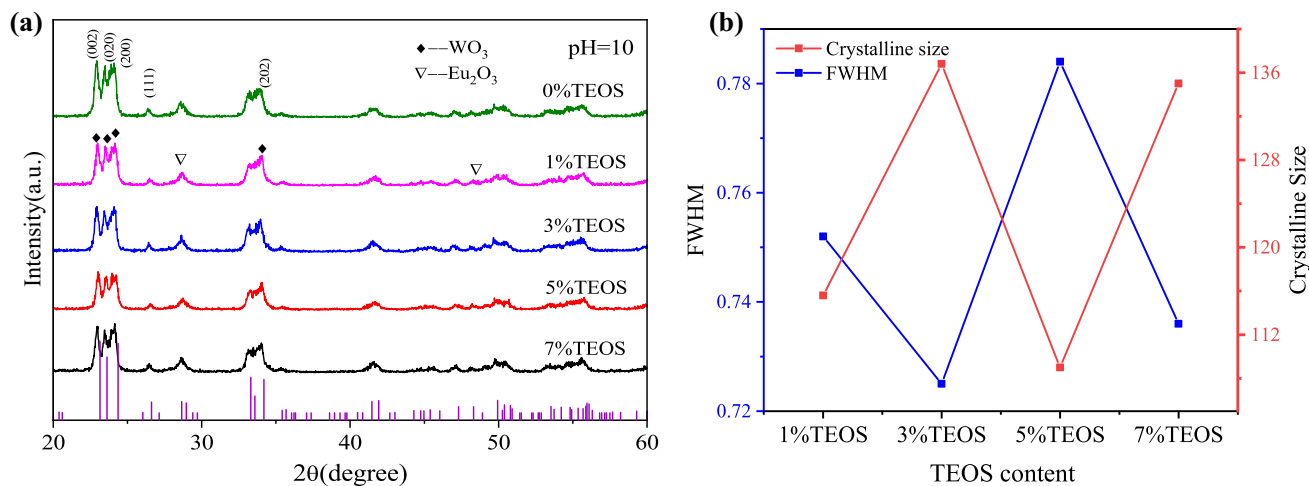 (a)
Intensity(a.u.)
(002)
(020)
(200)
(111)
(202)
◆––WO₃
▽––Eu₂O₃
pH=10
0%TEOS
1%TEOS
▽
▽
3%TEOS
5%TEOS
7%TEOS
20 30 40 50 60
2θ(degree)
(b)
Crystalline size
FWHM
FWHM
0.78
0.76
0.74
0.72
136
128
120
112
Crystalline Size
1%TEOS 3%TEOS 5%TEOS 7%TEOS
TEOS content